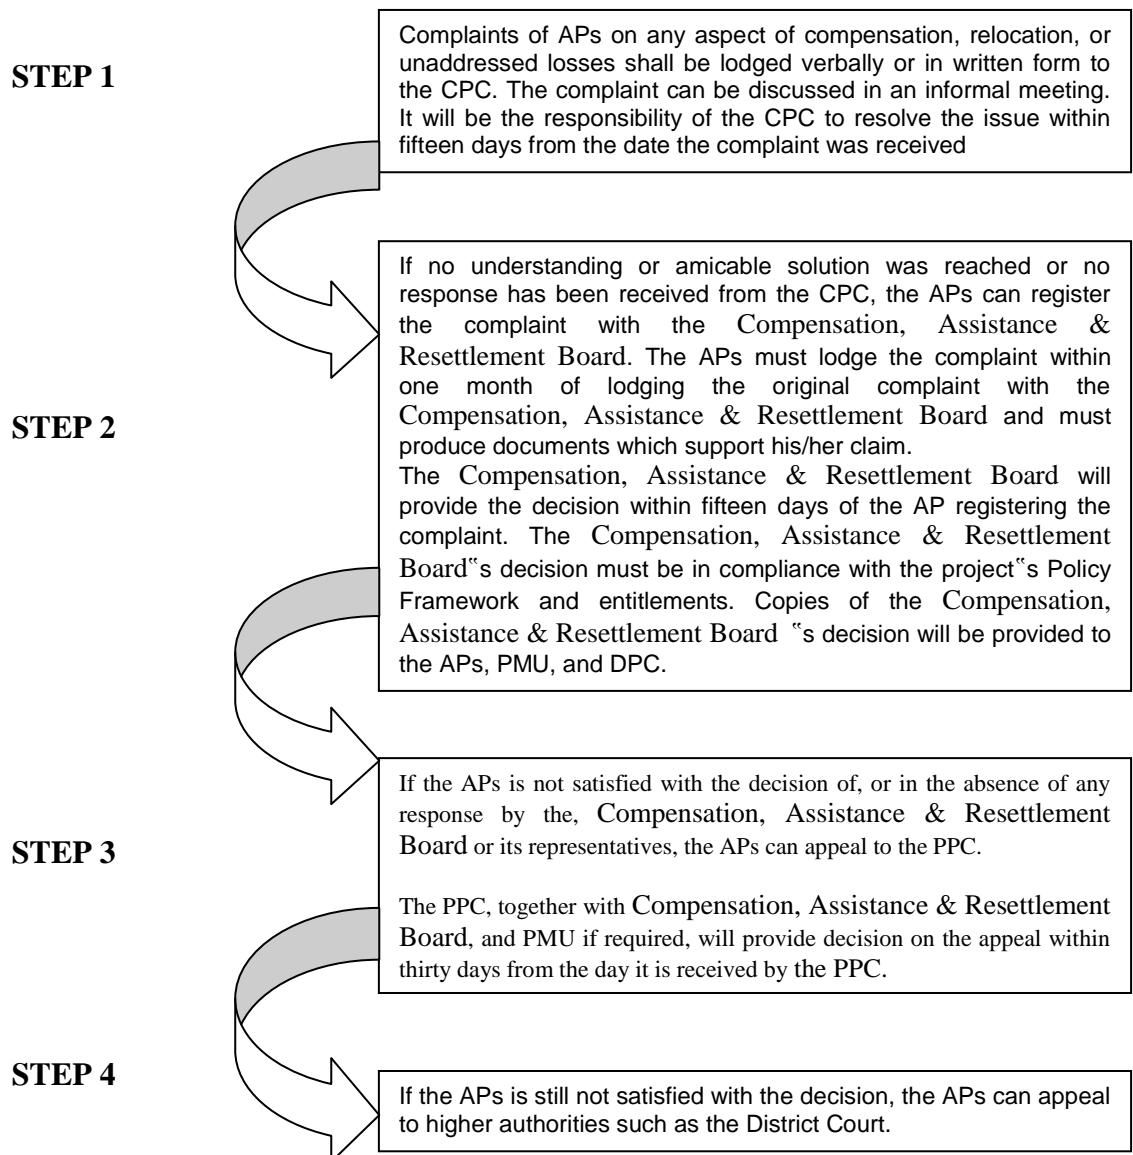 STEP 1
Complaints of APs on any aspect of compensation, relocation, or
unaddressed losses shall be lodged verbally or in written form to
the CPC. The complaint can be discussed in an informal meeting.
It will be the responsibility of the CPC to resolve the issue within
fifteen days from the date the complaint was received
STEP 2
If no understanding or amicable solution was reached or no
response has been received from the CPC, the APs can register
the complaint with the Compensation, Assistance &
Resettlement Board. The APs must lodge the complaint within
one month of lodging the original complaint with the
Compensation, Assistance & Resettlement Board and must
produce documents which support his/her claim.
The Compensation, Assistance & Resettlement Board will
provide the decision within fifteen days of the AP registering the
complaint. The Compensation, Assistance & Resettlement
Board‟s decision must be in compliance with the project‟s Policy
Framework and entitlements. Copies of the Compensation,
Assistance & Resettlement Board ‟s decision will be provided to
the APs, PMU, and DPC.
STEP 3
If the APs is not satisfied with the decision of, or in the absence of any
response by the, Compensation, Assistance & Resettlement
Board or its representatives, the APs can appeal to the PPC.
The PPC, together with Compensation, Assistance & Resettlement
Board, and PMU if required, will provide decision on the appeal within
thirty days from the day it is received by the PPC.
STEP 4
If the APs is still not satisfied with the decision, the APs can appeal
to higher authorities such as the District Court.